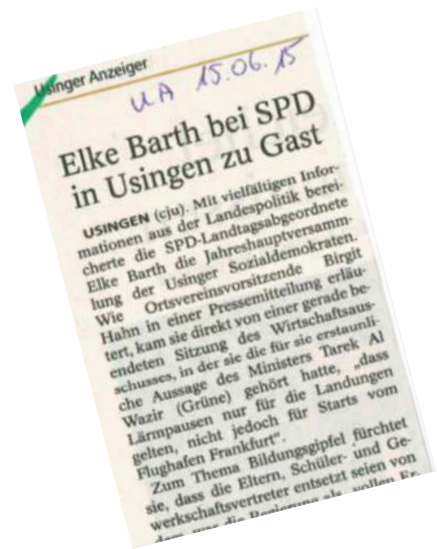 Usinger Anzeiger
UA 15.06.15
Elke Barth bei SPD
in Usingen zu Gast
USINGEN (cju). Mit vielfältigen Infor-
mationen aus der Landespolitik berei-
cherte die SPD-Landtagsabgeordnete
Elke Barth die Jahreshauptversamm-
lung der Usinger Sozialdemokraten.
Wie Ortsvereinsvorsitzende Birgit
Hahn in einer Pressemitteilung erläu-
tert, kam sie direkt von einer gerade be-
endeten Sitzung des Wirtschaftsaus-
schusses, in der sie die für sie erstaunli-
che Aussage des Ministers Tarek Al
Wazir (Grüne) gehört hatte, „dass
Lärmpausen nur für die Landungen
gelten, nicht jedoch für Starts vom
Flughafen Frankfurt“.
Zum Thema Bildungsgipfel fürchtet
sie, dass die Eltern, Schüler- und Ge-
werkschaftsvertreter entsetzt seien von
die Regierung als vollen Er-